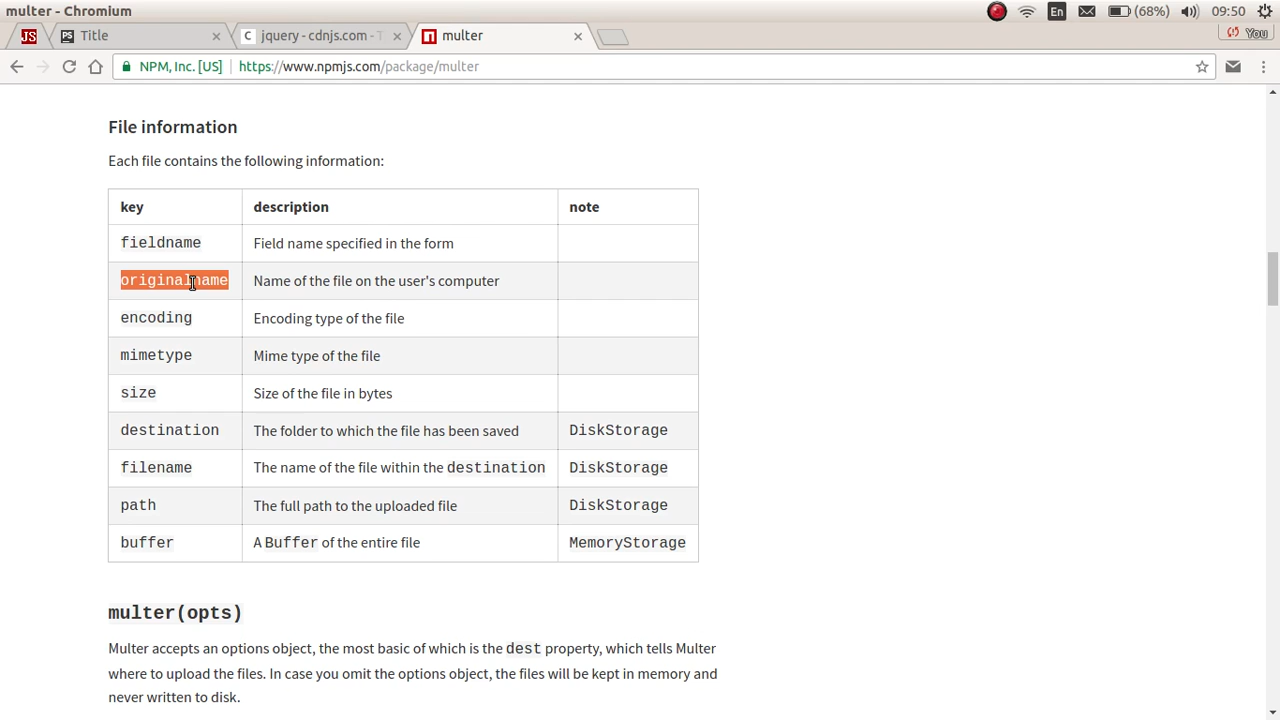 multer - Chromium
En
(68%)
09:50
JS
PS Title
C jquery - cdnjs.com - T
multer
You
NPM, Inc. [US] https://www.npmjs.com/package/multer
File information
Each file contains the following information:
key description note
fieldname Field name specified in the form
originalname Name of the file on the user's computer
encoding Encoding type of the file
mimetype Mime type of the file
size Size of the file in bytes
destination The folder to which the file has been saved DiskStorage
filename The name of the file within the destination DiskStorage
path The full path to the uploaded file DiskStorage
buffer A Buffer of the entire file MemoryStorage
multer(opts)
Multer accepts an options object, the most basic of which is the dest property, which tells Multer
where to upload the files. In case you omit the options object, the files will be kept in memory and
never written to disk.